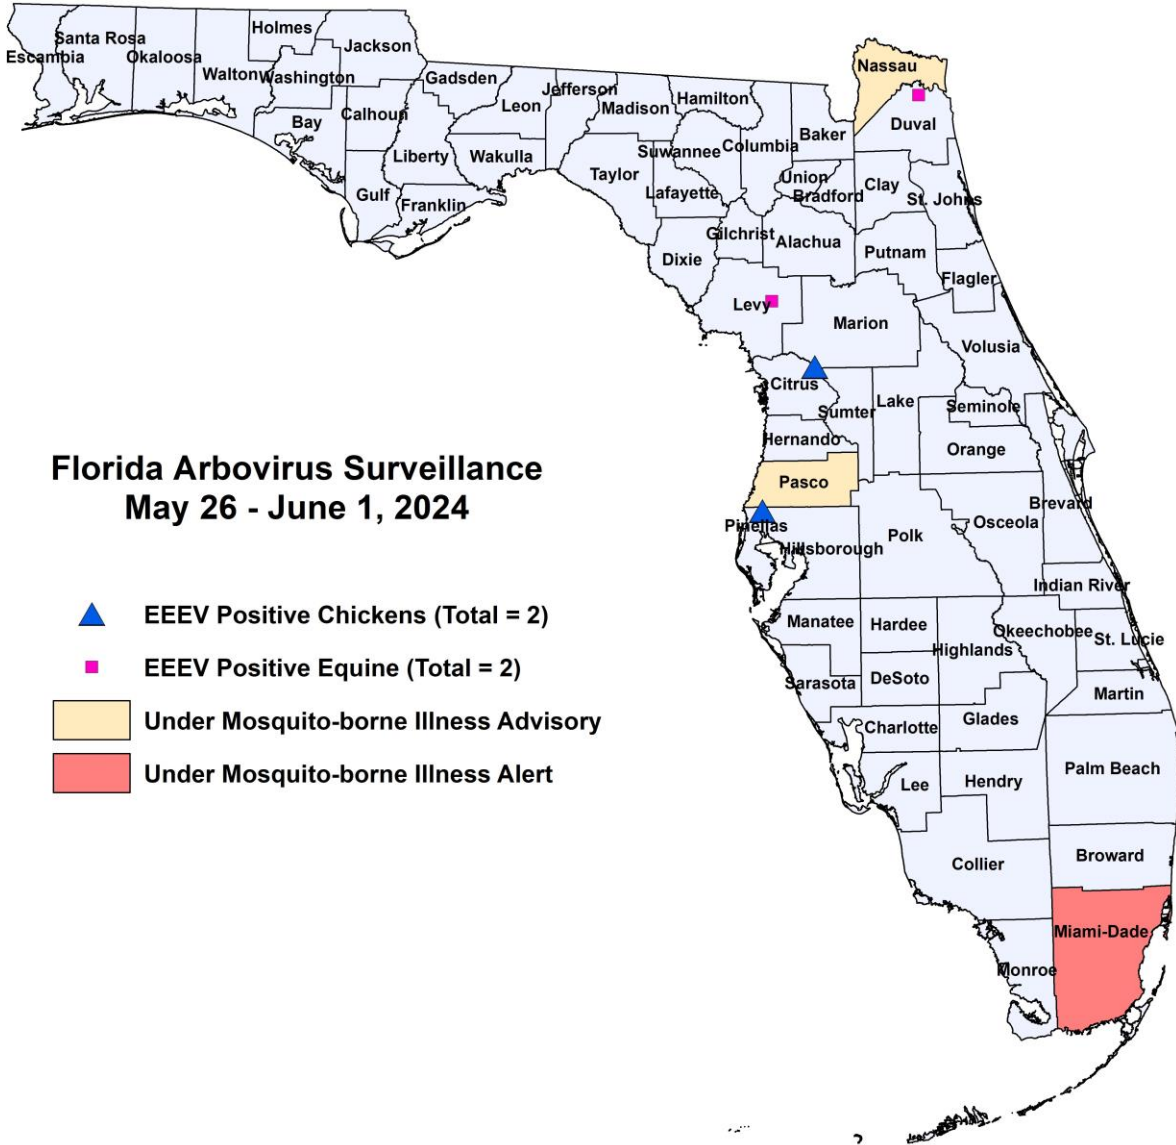 Holmes
Santa Rosa
Escambia
Okaloosa
Walton
Washington
Jackson
Gadsden
Jefferson
Leon
Madison
Hamilton
Nassau
Bay
Calhoun
Liberty
Wakulla
Taylor
Suwannee
Columbia
Baker
Duval
Gulf
Franklin
Lafayette
Union
Bradford
Clay
St. Johns
Dixie
Gilchrist
Alachua
Putnam
Flagler
Levy
Marion
Volusia
Citrus
Sumter
Lake
Seminole
Hernando
Orange
Florida Arbovirus Surveillance
May 26 - June 1, 2024
Pasco
Pinellas
Hillsborough
Polk
Osceola
Brevard
Indian River
EEEV Positive Chickens (Total = 2)
EEEV Positive Equine (Total = 2)
Under Mosquito-borne Illness Advisory
Under Mosquito-borne Illness Alert
Manatee
Hardee
Highlands
Okeechobee
St. Lucie
Sarasota
DeSoto
Martin
Charlotte
Glades
Lee
Hendry
Palm Beach
Collier
Broward
Miami-Dade
Monroe